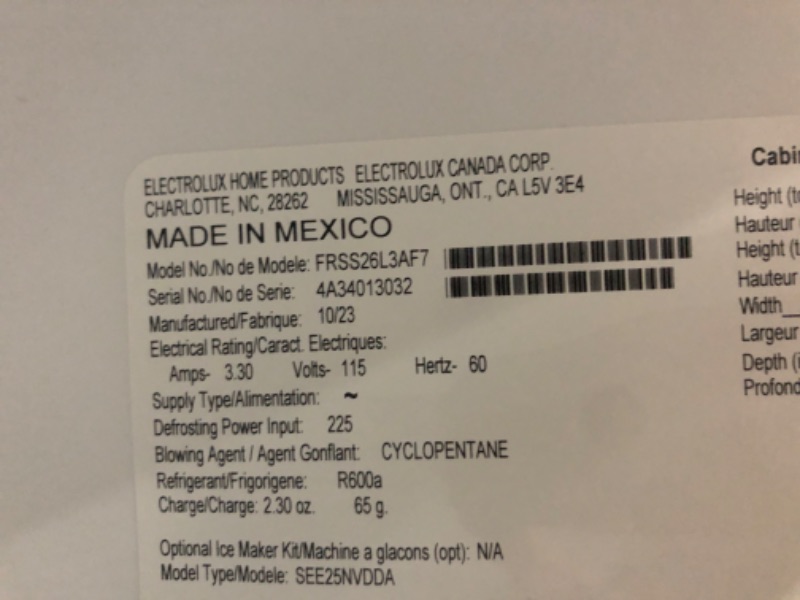 ELECTROLUX HOME PRODUCTS ELECTROLUX CANADA CORP.
CHARLOTTE, NC, 28262 MISSISSAUGA, ONT., CA L5V 3E4
MADE IN MEXICO
Model No./No de Modele: FRSS26L3AF7
Serial No./No de Serie: 4A34013032
Manufactured/Fabrique: 10/23
Electrical Rating/Caract. Electriques:
Amps- 3.30 Volts- 115 Hertz- 60
Supply Type/Alimentation: ~
Defrosting Power Input: 225
Blowing Agent / Agent Gonflant: CYCLOPENTANE
Refrigerant/Frigorigene: R600a
Charge/Charge: 2.30 oz. 65 g.
Optional Ice Maker Kit/Machine a glacons (opt): N/A
Model Type/Modele: SEE25NVDDA
Height
Hauteur
Height
Hauteur
Width
Largeur
Depth